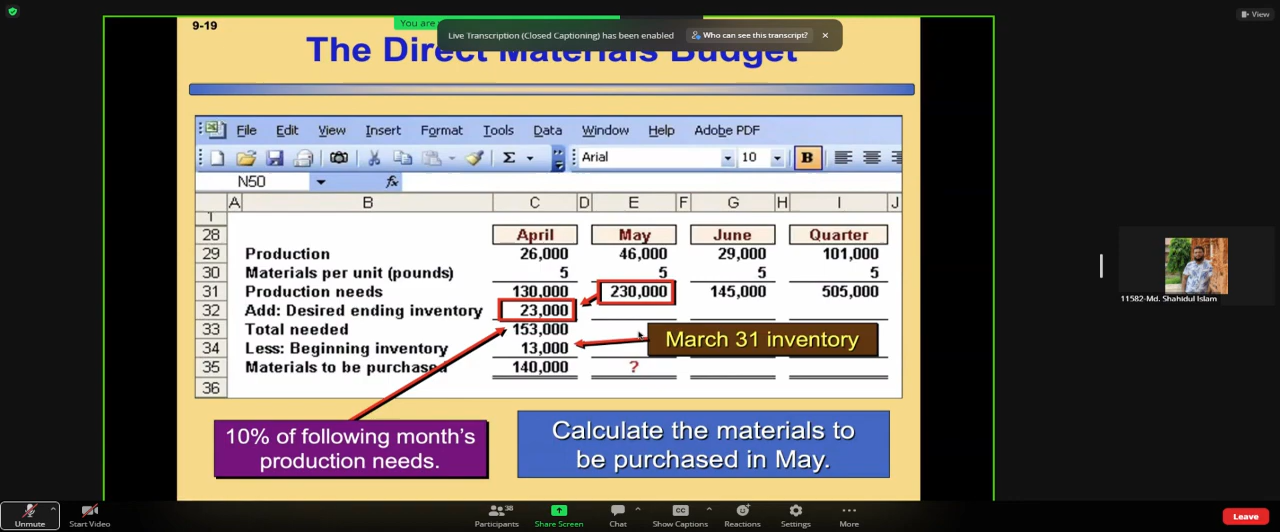 View
You are
Live Transcription (Closed Captioning) has been enabled
Who can see this transcript?
9-19
The Direct Materials Budget
File Edit View Insert Format Tools Data Window Help Adobe PDF
Σ Arial 10 B
N50 fx
A B C D E F G H I J
1
28 April May June Quarter
29 Production 26,000 46,000 29,000 101,000
30 Materials per unit (pounds) 5 5 5 5
31 Production needs 130,000 230,000 145,000 505,000
32 Add: Desired ending inventory 23,000
33 Total needed 153,000
34 Less: Beginning inventory 13,000
35 Materials to be purchased 140,000 ?
36
March 31 inventory
10% of following month's
production needs.
Calculate the materials to
be purchased in May.
11582-Md. Shahidul Islam
Unmute Start Video Participants 38 Share Screen Chat CC Show Captions Reactions Settings More Leave